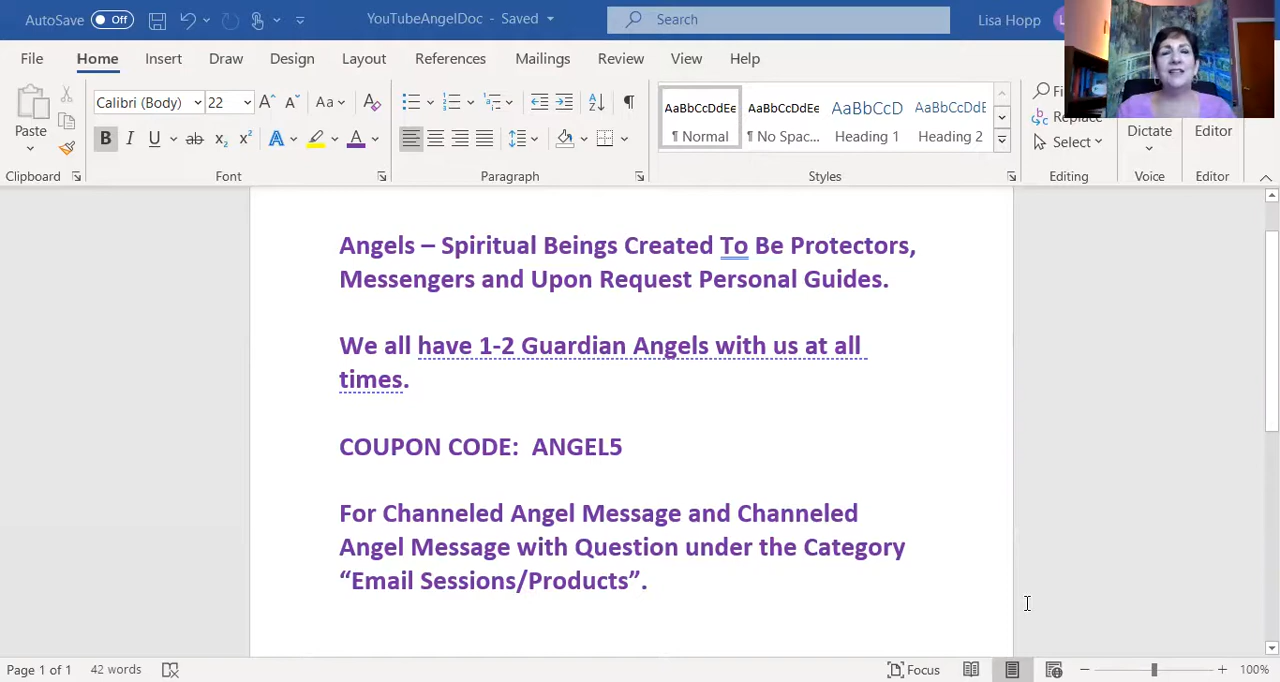 AutoSave Off YouTubeAngelDoc - Saved Search Lisa Hopp
File Home Insert Draw Design Layout References Mailings Review View Help
Paste
Calibri (Body) 22 Aa
AaBbCcDdEe AaBbCcDdEe AaBbCcD AaBbCcDdE
¶ Normal ¶ No Spac... Heading 1 Heading 2
Replace
Select
Dictate
Editor
Clipboard Font Paragraph Styles Editing Voice Editor
Angels – Spiritual Beings Created To Be Protectors,
Messengers and Upon Request Personal Guides.
We all have 1-2 Guardian Angels with us at all
times.
COUPON CODE: ANGEL5
For Channeled Angel Message and Channeled
Angel Message with Question under the Category
“Email Sessions/Products”.
Page 1 of 1 42 words Focus 100%